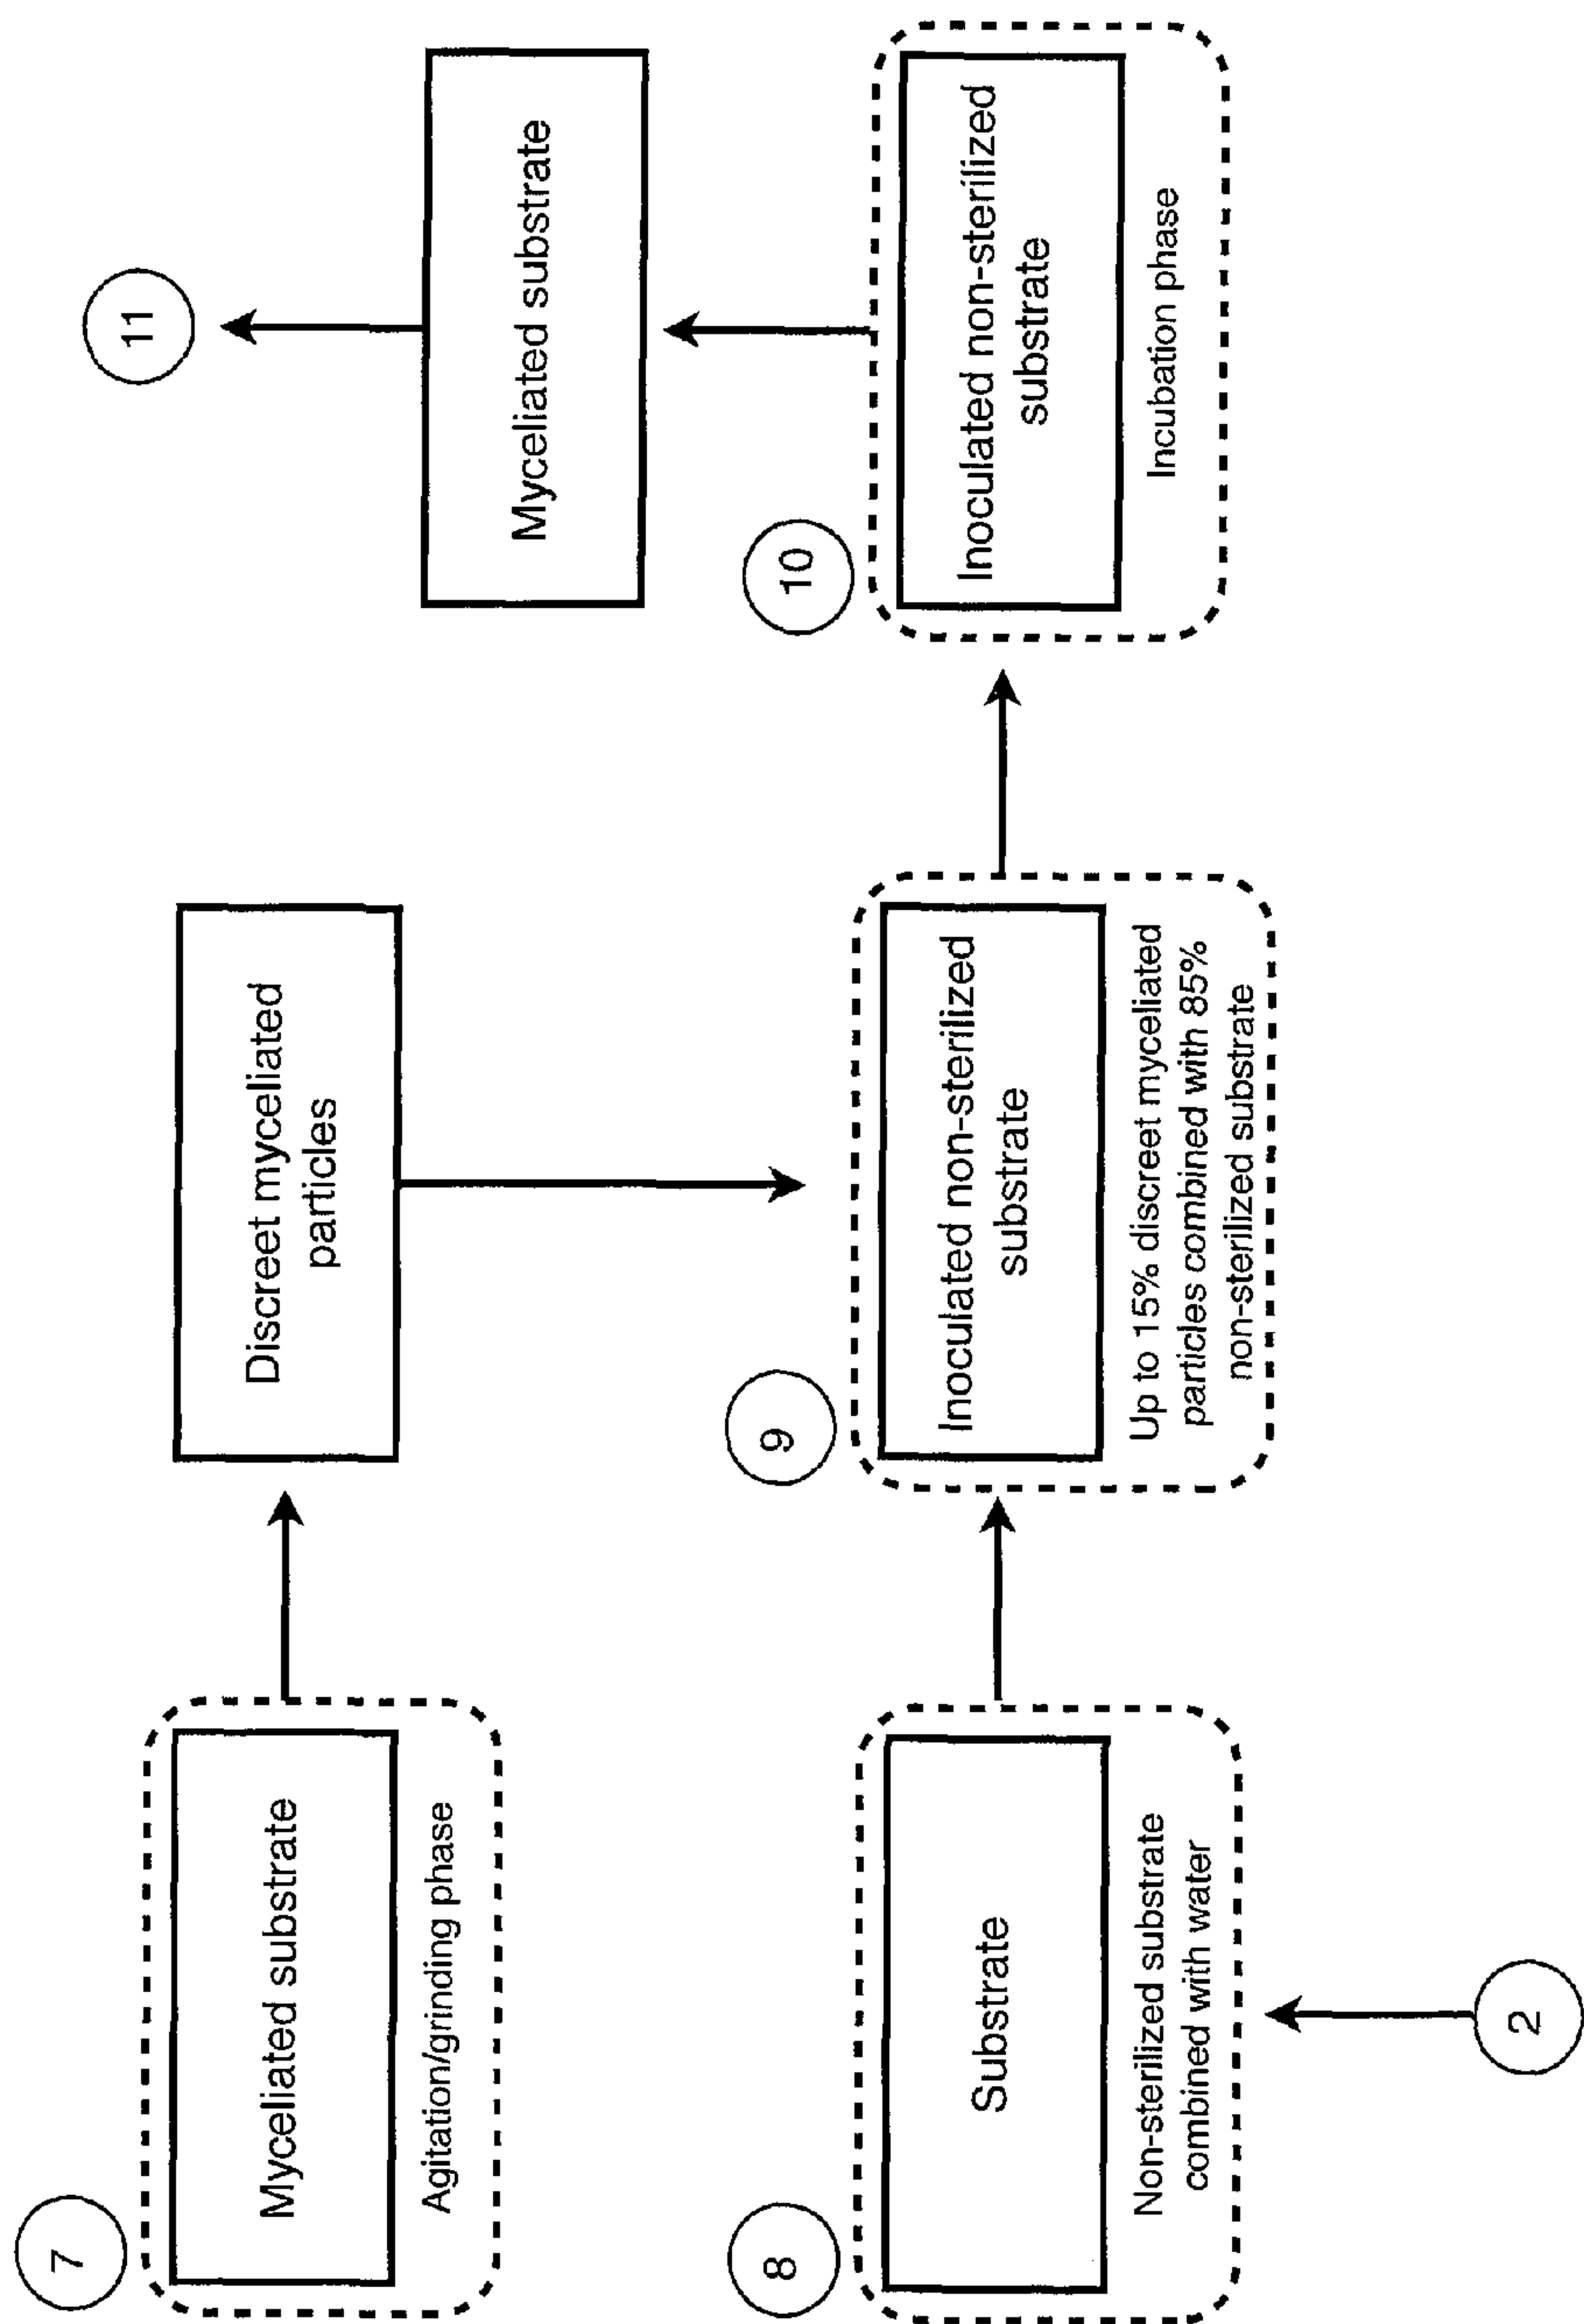 7
Myceliated substrate
Agitation/grinding phase
Discreet myceliated
particles
11
Myceliated substrate
8
Substrate
Non-sterilized substrate
combined with water
2
9
Inoculated non-sterilized
substrate
Up to 15% discreet myceliated
particles combined with 85%
non-sterilized substrate
10
Inoculated non-sterilized
substrate
Incubation phase